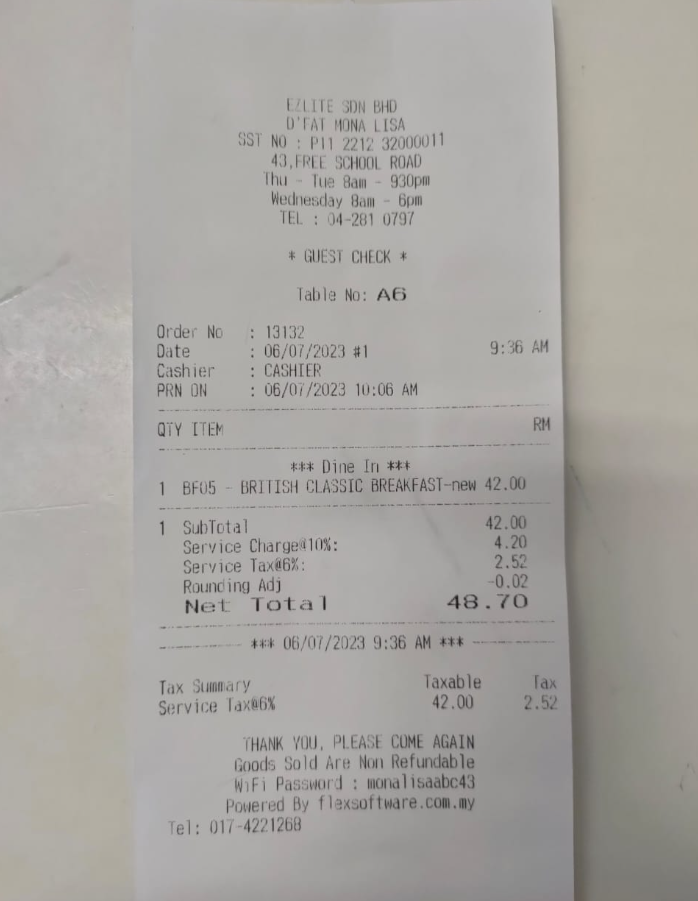 EZLITE SDN BHD
D'FAT MONA LISA
SST NO : P11 2212 32000011
43,FREE SCHOOL ROAD
Thu - Tue 8am - 930pm
Wednesday 8am - 6pm
TEL : 04-281 0797
* GUEST CHECK *
Table No: A6
Order No : 13132
Date : 06/07/2023 #1 9:36 AM
Cashier : CASHIER
PRN ON : 06/07/2023 10:06 AM
QTY ITEM RM
*** Dine In ***
1 BF05 - BRITISH CLASSIC BREAKFAST-new 42.00
1 SubTotal 42.00
Service Charge@10%: 4.20
Service Tax@6%: 2.52
Rounding Adj -0.02
Net Total 48.70
*** 06/07/2023 9:36 AM ***
Tax Summary Taxable Tax
Service Tax@6% 42.00 2.52
THANK YOU, PLEASE COME AGAIN
Goods Sold Are Non Refundable
WiFi Password : monalisaabc43
Powered By flexsoftware.com.my
Tel: 017-4221268